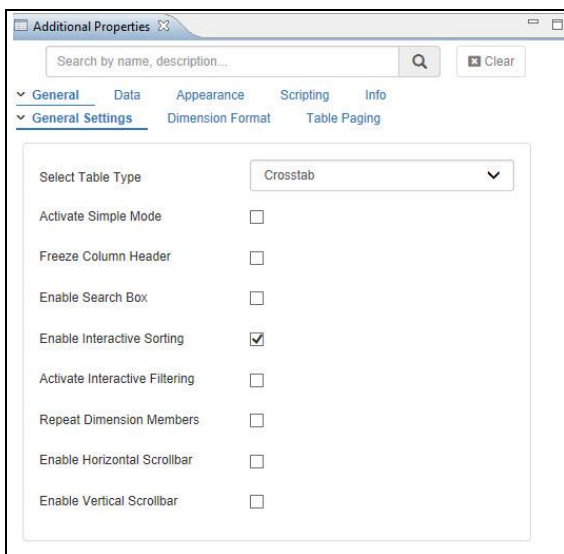 Additional Properties
Search by name, description...
Clear
General Data Appearance Scripting Info
General Settings Dimension Format Table Paging
Select Table Type Crosstab
Activate Simple Mode
Freeze Column Header
Enable Search Box
Enable Interactive Sorting
Activate Interactive Filtering
Repeat Dimension Members
Enable Horizontal Scrollbar
Enable Vertical Scrollbar